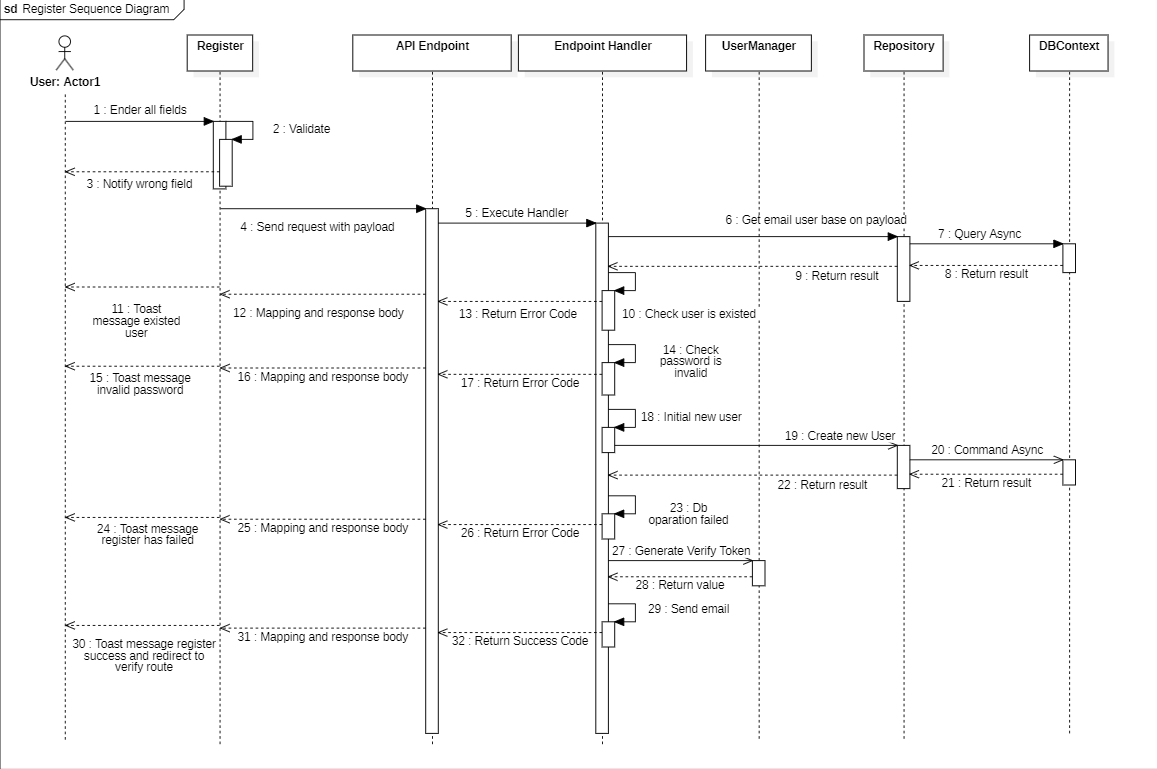 sd Register Sequence Diagram
Register
API Endpoint
Endpoint Handler
UserManager
Repository
DBContext
User: Actor1
1 : Ender all fields
2 : Validate
3 : Notify wrong field
4 : Send request with payload
5 : Execute Handler
6 : Get email user base on payload
7 : Query Async
8 : Return result
9 : Return result
10 : Check user is existed
11 : Toast
message existed
user
12 : Mapping and response body
13 : Return Error Code
14 : Check
password is
invalid
15 : Toast message
invalid password
16 : Mapping and response body
17 : Return Error Code
18 : Initial new user
19 : Create new User
20 : Command Async
21 : Return result
22 : Return result
23 : Db
oparation failed
24 : Toast message
register has failed
25 : Mapping and response body
26 : Return Error Code
27 : Generate Verify Token
28 : Return value
29 : Send email
30 : Toast message register
success and redirect to
verify route
31 : Mapping and response body
32 : Return Success Code